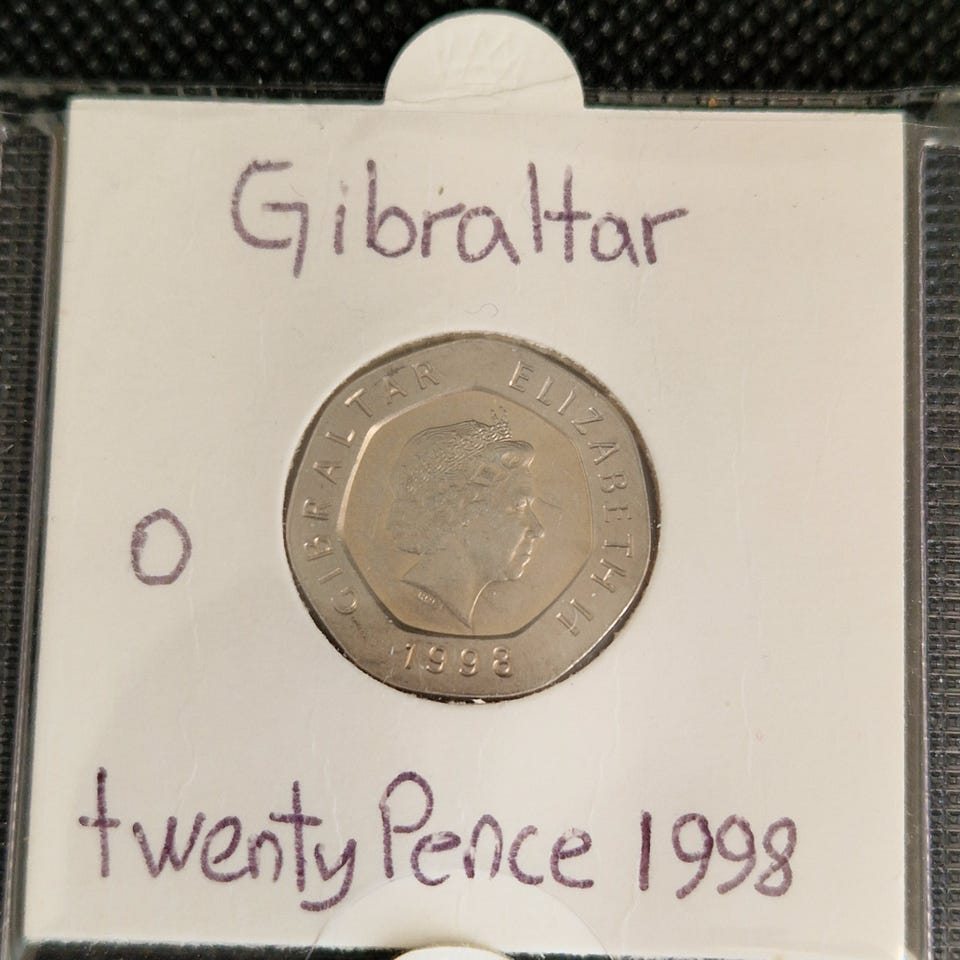 Gibraltar
GIBRALTAR ELIZABETH·II
O
1998
twenty Pence 1998